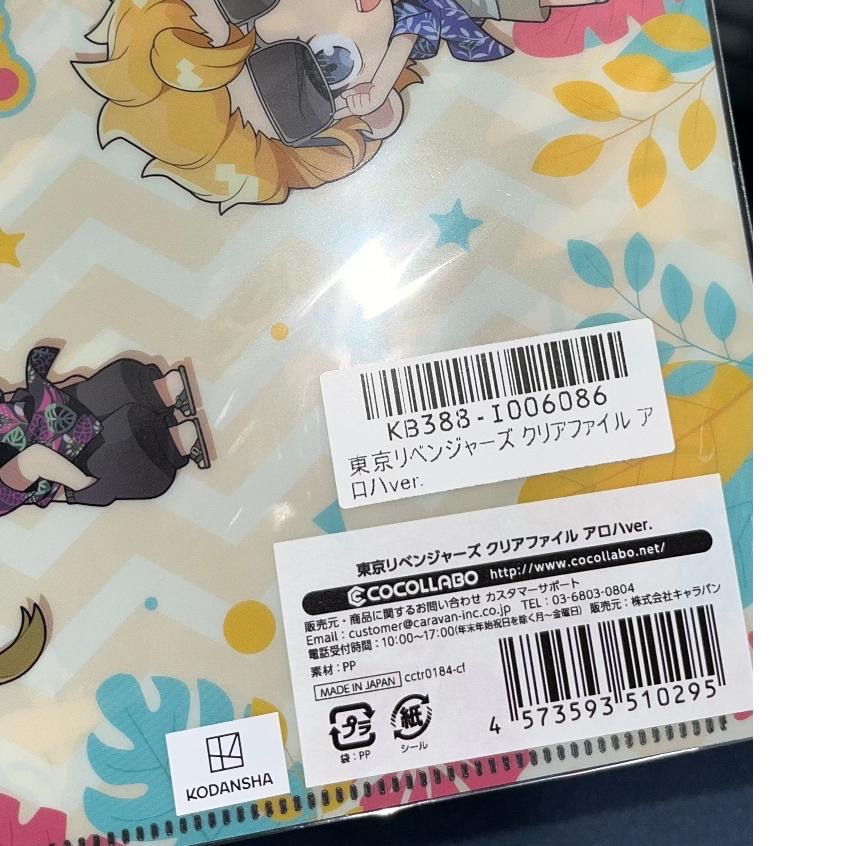 KB388-I006086
東京リベンジャーズ クリアファイル ア
ロハver.
東京リベンジャーズ クリアファイル アロハver.
COCOLLABO http://www.cocollabo.net/
販売元・商品に関するお問い合わせ カスタマーサポート
Email : customer@caravan-inc.co.jp TEL : 03-6803-0804
電話受付時間 : 10:00~17:00(年末年始祝日を除く月~金曜日) 販売元 : 株式会社キャラバン
素材 : PP
MADE IN JAPAN cctr0184-cf
プラ 紙
袋 : PP シール
4 573593 510295
KODANSHA